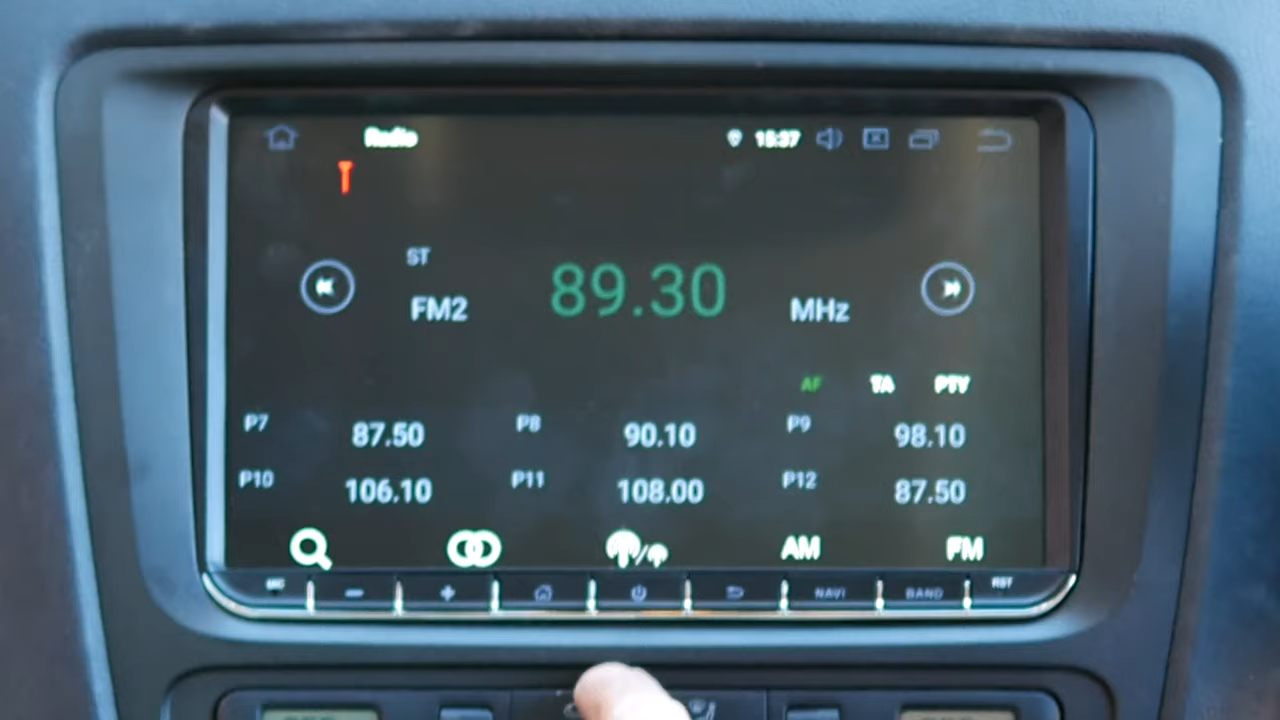 Radio 15:37
ST
FM2 89.30 MHz
AF TA PTY
P7 87.50 P8 90.10 P9 98.10
P10 106.10 P11 108.00 P12 87.50
AM FM
MIC NAVI BAND RST